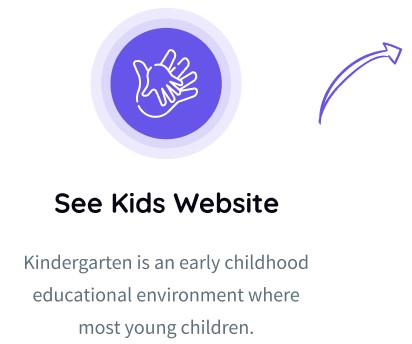 See Kids Website
Kindergarten is an early childhood
educational environment where
most young children.